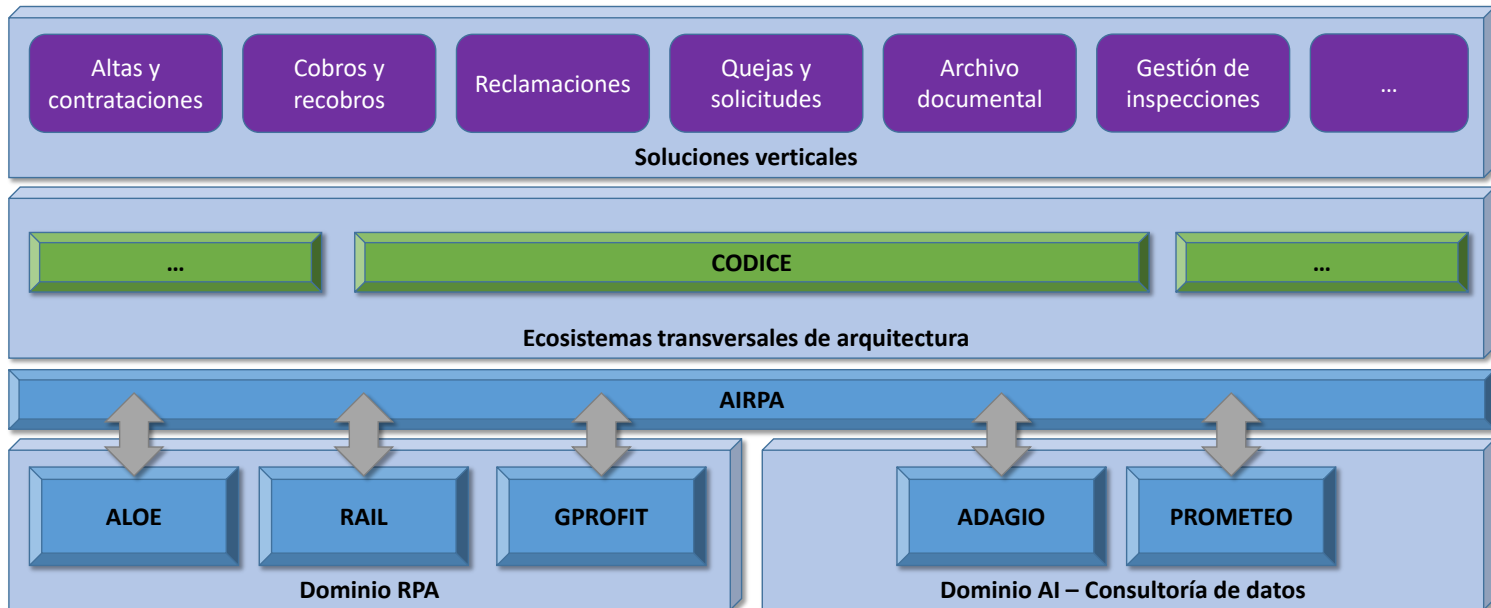 Altas y
contrataciones
Cobros y
recobros
Reclamaciones
Quejas y
solicitudes
Archivo
documental
Gestión de
inspecciones
...
Soluciones verticales
...
CODICE
...
Ecosistemas transversales de arquitectura
AIRPA
ALOE
RAIL
GPROFIT
ADAGIO
PROMETEO
Dominio RPA
Dominio AI – Consultoría de datos